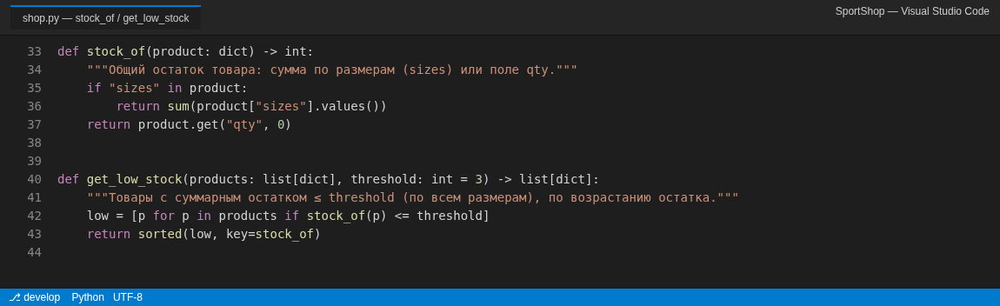 shop.py — stock_of / get_low_stock
SportShop — Visual Studio Code
33 def stock_of(product: dict) -> int:
34     """Общий остаток товара: сумма по размерам (sizes) или поле qty."""
35     if "sizes" in product:
36         return sum(product["sizes"].values())
37     return product.get("qty", 0)
38
39
40 def get_low_stock(products: list[dict], threshold: int = 3) -> list[dict]:
41     """Товары с суммарным остатком ≤ threshold (по всем размерам), по возрастанию остатка."""
42     low = [p for p in products if stock_of(p) <= threshold]
43     return sorted(low, key=stock_of)
44
⎇ develop Python UTF-8